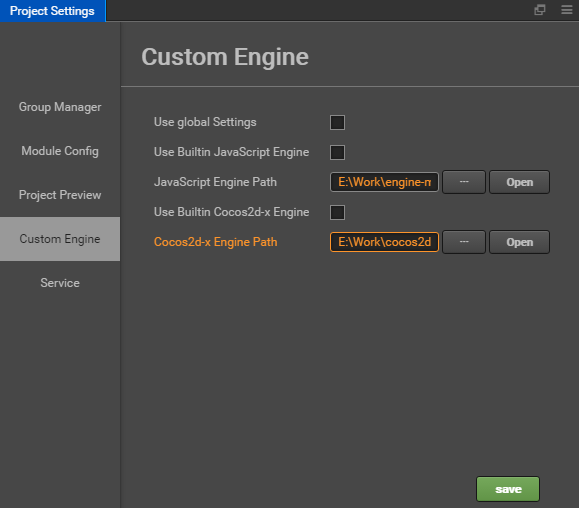 Project Settings
Custom Engine
Group Manager
Module Config
Project Preview
Custom Engine
Service
Use global Settings
Use Builtin JavaScript Engine
JavaScript Engine Path E:\Work\engine-m ··· Open
Use Builtin Cocos2d-x Engine
Cocos2d-x Engine Path E:\Work\cocos2d ··· Open
save